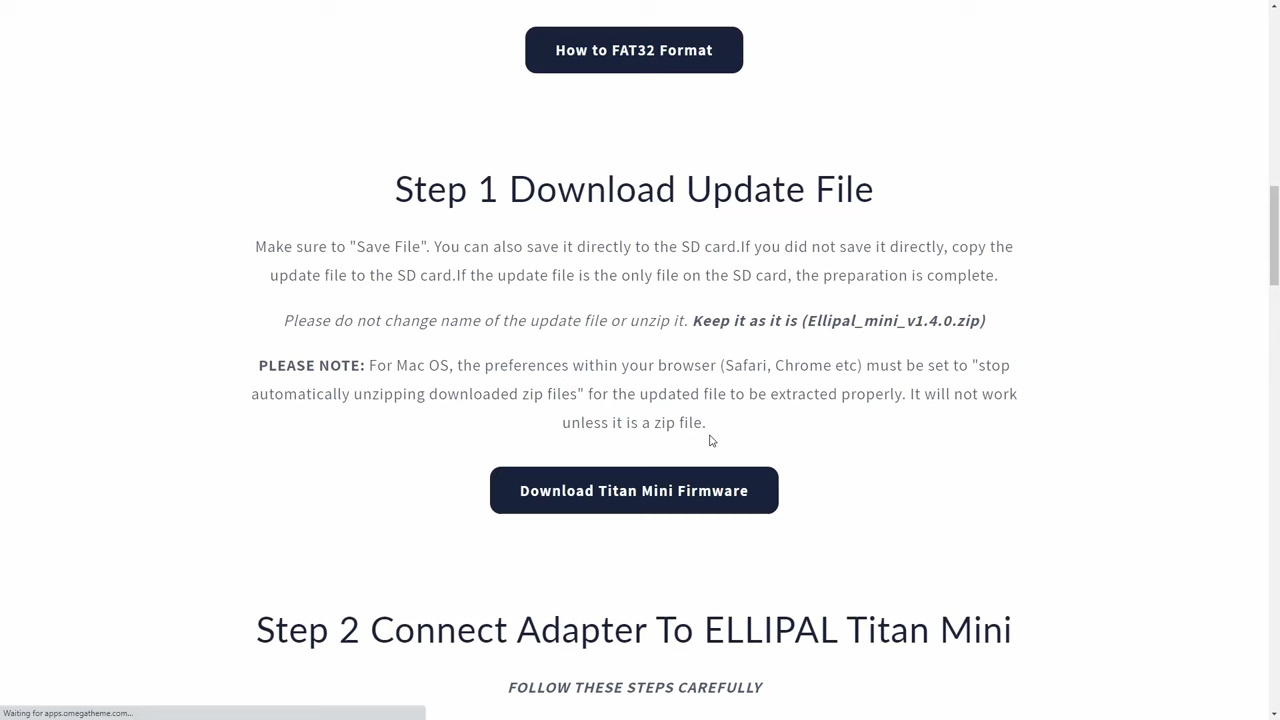 How to FAT32 Format
Step 1 Download Update File
Make sure to "Save File". You can also save it directly to the SD card.If you did not save it directly, copy the
update file to the SD card.If the update file is the only file on the SD card, the preparation is complete.
Please do not change name of the update file or unzip it. Keep it as it is (Ellipal_mini_v1.4.0.zip)
PLEASE NOTE: For Mac OS, the preferences within your browser (Safari, Chrome etc) must be set to "stop
automatically unzipping downloaded zip files" for the updated file to be extracted properly. It will not work
unless it is a zip file.
Download Titan Mini Firmware
Step 2 Connect Adapter To ELLIPAL Titan Mini
FOLLOW THESE STEPS CAREFULLY
Waiting for apps.omegatheme.com...